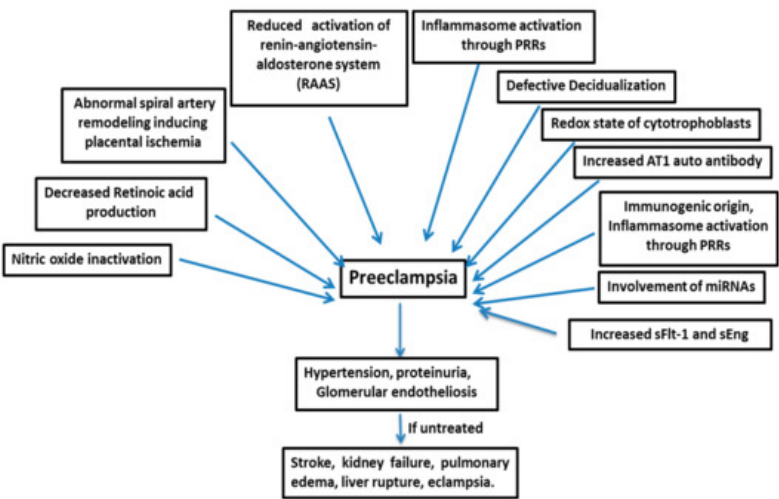 Reduced activation of
renin-angiotensin-
aldosterone system
(RAAS)
Inflammasome activation
through PRRs
Defective Decidualization
Abnormal spiral artery
remodeling inducing
placental ischemia
Redox state of cytotrophoblasts
Increased AT1 auto antibody
Decreased Retinoic acid
production
Immunogenic origin,
Inflammasome activation
through PRRs
Nitric oxide inactivation
Preeclampsia
Involvement of miRNAs
Increased sFlt-1 and sEng
Hypertension, proteinuria,
Glomerular endotheliosis
If untreated
Stroke, kidney failure, pulmonary
edema, liver rupture, eclampsia.